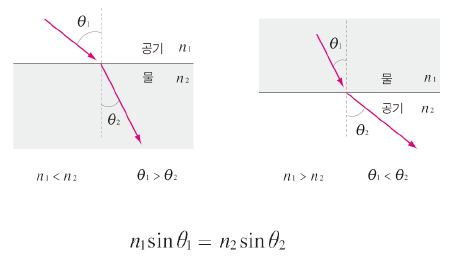 θ1
공기 n1
물 n2
θ2
n1 < n2 θ1 > θ2
θ1
물 n1
공기 n2
θ2
n1 > n2 θ1 < θ2
n1 sin θ1 = n2 sin θ2